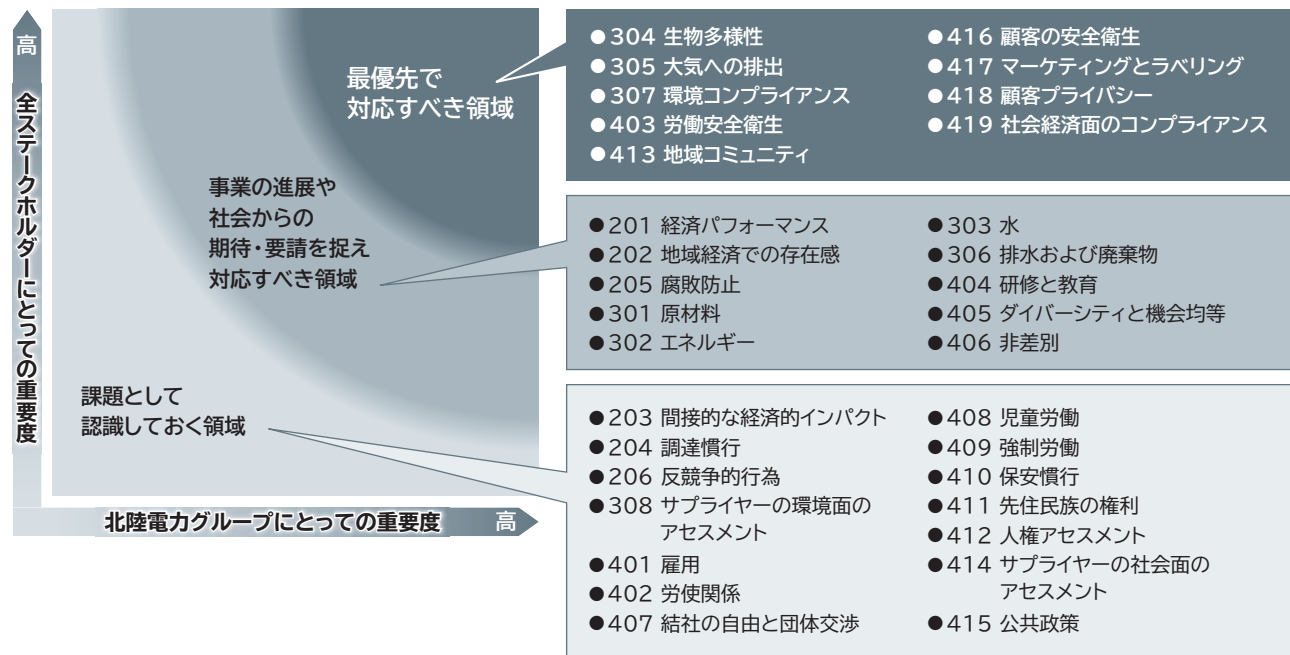 高
全ステークホルダーにとっての重要度
最優先で
対応すべき領域
事業の進展や
社会からの
期待・要請を捉え
対応すべき領域
課題として
認識しておく領域
北陸電力グループにとっての重要度
高
●304 生物多様性
●305 大気への排出
●307 環境コンプライアンス
●403 労働安全衛生
●413 地域コミュニティ
●416 顧客の安全衛生
●417 マーケティングとラベリング
●418 顧客プライバシー
●419 社会経済面のコンプライアンス
●201 経済パフォーマンス
●202 地域経済での存在感
●205 腐敗防止
●301 原材料
●302 エネルギー
●303 水
●306 排水および廃棄物
●404 研修と教育
●405 ダイバーシティと機会均等
●406 非差別
●203 間接的な経済的インパクト
●204 調達慣行
●206 反競争的行為
●308 サプライヤーの環境面の
アセスメント
●401 雇用
●402 労使関係
●407 結社の自由と団体交渉
●408 児童労働
●409 強制労働
●410 保安慣行
●411 先住民族の権利
●412 人権アセスメント
●414 サプライヤーの社会面の
アセスメント
●415 公共政策